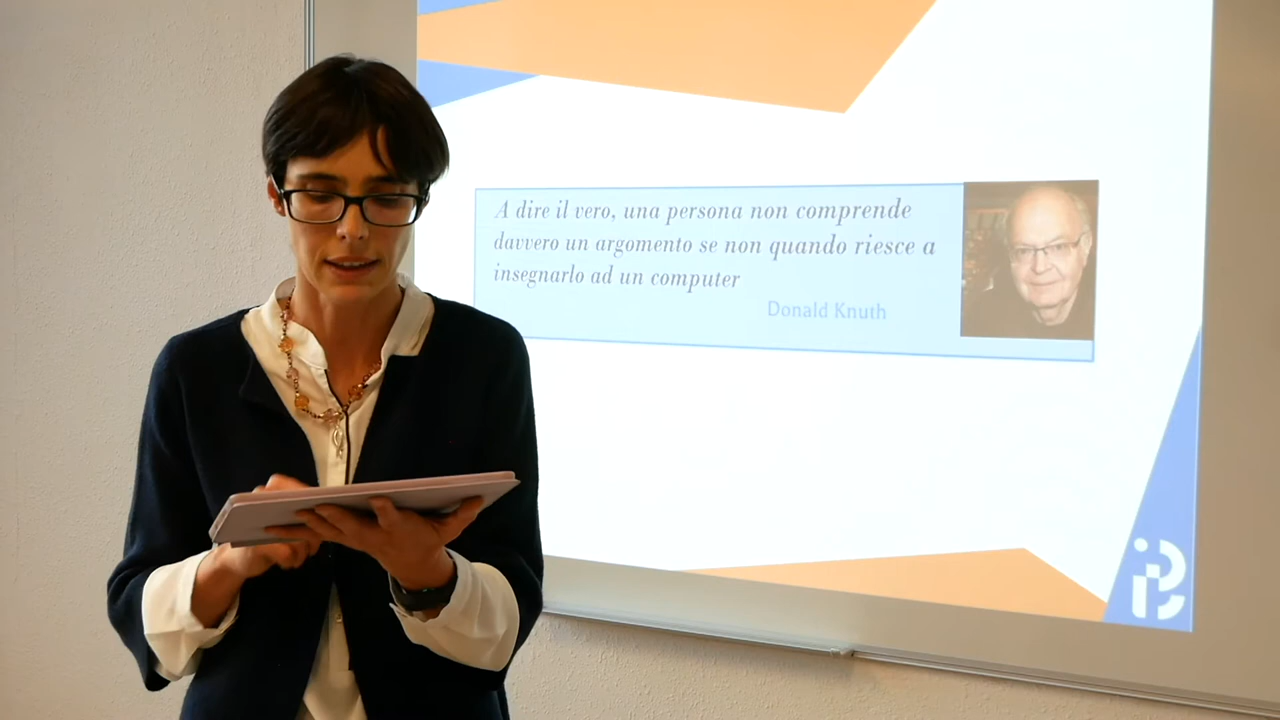 A dire il vero, una persona non comprende
davvero un argomento se non quando riesce a
insegnarlo ad un computer
Donald Knuth